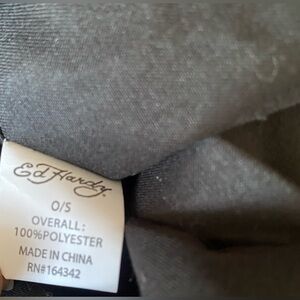 Ed Hardy
O/S
OVERALL:
100%POLYESTER
MADE IN CHINA
RN#164342